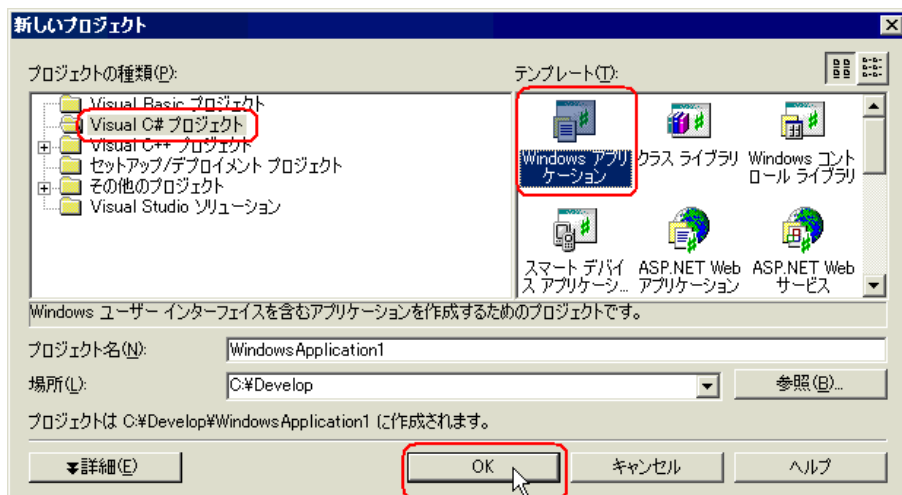 新しいプロジェクト
プロジェクトの種類(P):
Visual Basic プロジェクト
Visual C# プロジェクト
Visual C++ プロジェクト
セットアップ/デプロイメント プロジェクト
その他のプロジェクト
Visual Studio ソリューション
テンプレート(T):
Windows アプリ
ケーション
クラス ライブラリ
Windows コント
ロール ライブラリ
スマート デバイ
ス アプリケーシ...
ASP.NET Web
アプリケーション
ASP.NET Web
サービス
Windows ユーザー インターフェイスを含むアプリケーションを作成するためのプロジェクトです。
プロジェクト名(N):
WindowsApplication1
場所(L):
C:¥Develop
参照(B)...
プロジェクトは C:¥Develop¥WindowsApplication1 に作成されます。
詳細(E)
OK
キャンセル
ヘルプ